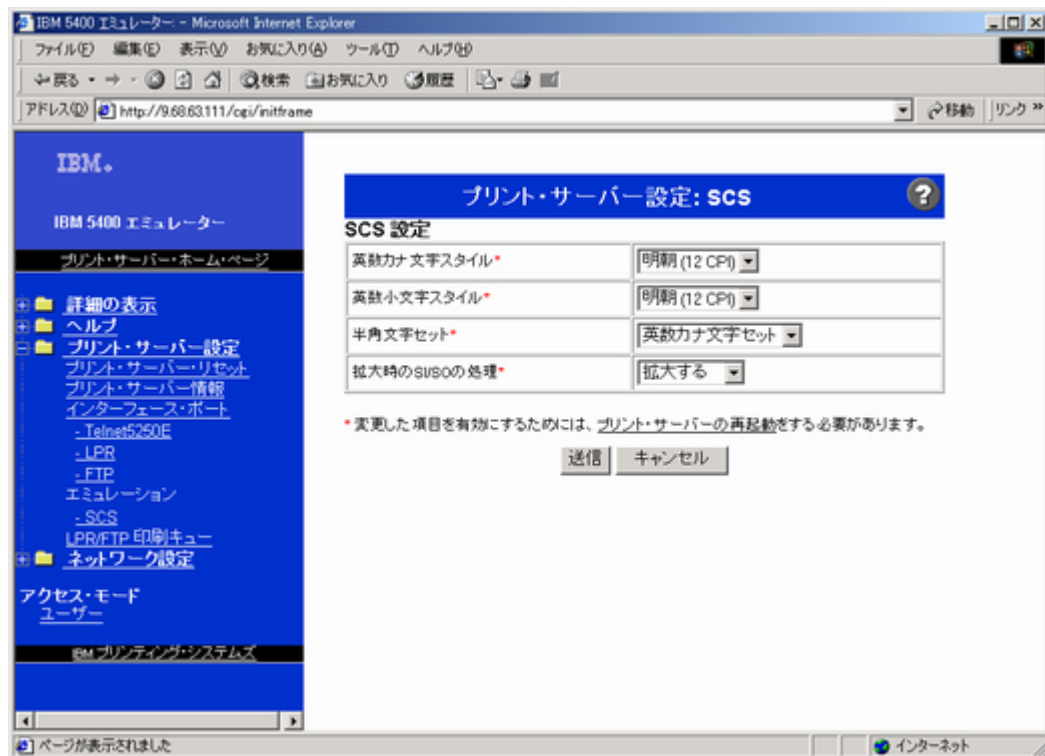 IBM 5400 エミュレーター: - Microsoft Internet Explorer
ファイル(F) 編集(E) 表示(V) お気に入り(A) ツール(T) ヘルプ(H)
戻る 検索 お気に入り 履歴
アドレス(D) http://9.68.63.111/cgi/initframe 移動 リンク »
IBM.
IBM 5400 エミュレーター
プリント・サーバー・ホーム・ページ
詳細の表示
ヘルプ
プリント・サーバー設定
プリント・サーバー・リセット
プリント・サーバー情報
インターフェース・ポート
- Telnet5250E
- LPR
- FTP
エミュレーション
- SCS
LPR/FTP 印刷キュー
ネットワーク設定
アクセス・モード
ユーザー
IBM プリンティング・システムズ
プリント・サーバー設定: SCS ?
SCS 設定
英数カナ文字スタイル* 明朝 (12 CPI)
英数小文字スタイル* 明朝 (12 CPI)
半角文字セット* 英数カナ文字セット
拡大時のSI/SOの処理* 拡大する
* 変更した項目を有効にするためには、プリント・サーバーの再起動をする必要があります。
送信 キャンセル
ページが表示されました インターネット